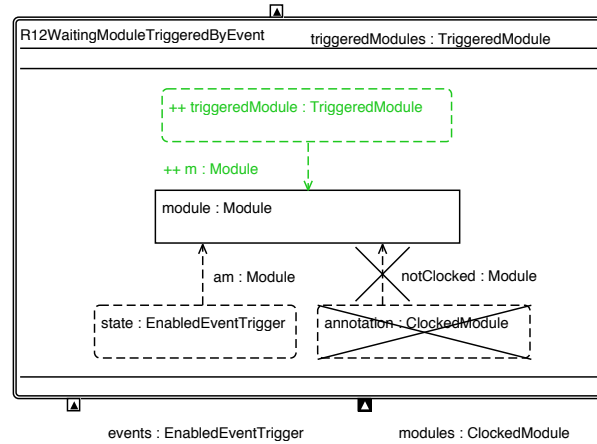 R12WaitingModuleTriggeredByEvent
triggeredModules : TriggeredModule
++ triggeredModule : TriggeredModule
++ m : Module
module : Module
am : Module
notClocked : Module
state : EnabledEventTrigger
annotation : ClockedModule
events : EnabledEventTrigger
modules : ClockedModule